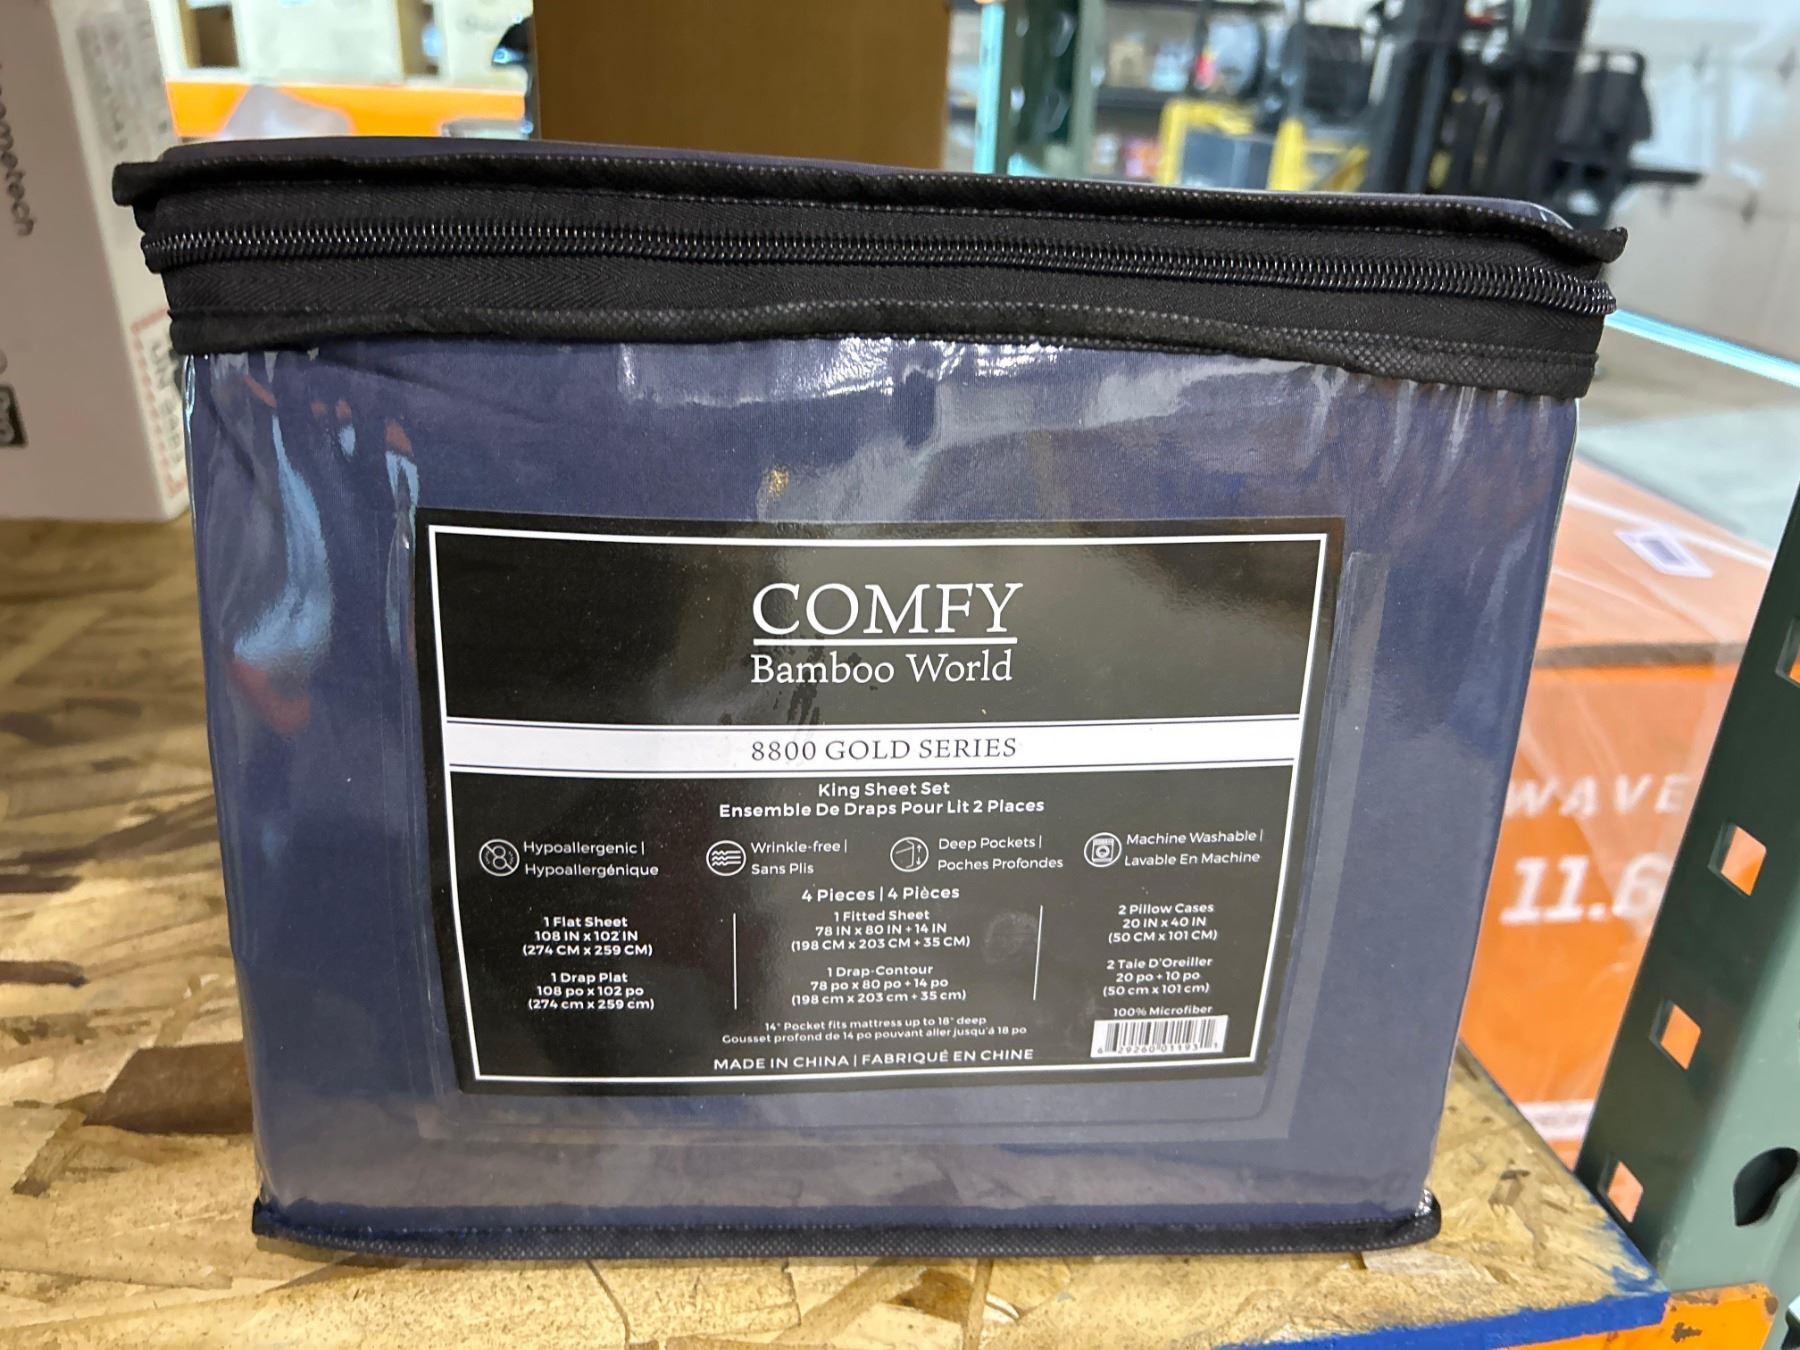 COMFY
Bamboo World
8800 GOLD SERIES
King Sheet Set
Ensemble De Draps Pour Lit 2 Places
Hypoallergenic |
Hypoallergénique
Wrinkle-free |
Sans Plis
Deep Pockets |
Poches Profondes
Machine Washable |
Lavable En Machine
4 Pieces | 4 Pièces
1 Flat Sheet
108 IN x 102 IN
(274 CM x 259 CM)
1 Drap Plat
108 po x 102 po
(274 cm x 259 cm)
1 Fitted Sheet
78 IN x 80 IN + 14 IN
(198 CM x 203 CM + 35 CM)
1 Drap-Contour
78 po x 80 po + 14 po
(198 cm x 203 cm + 35 cm)
2 Pillow Cases
20 IN x 40 IN
(50 CM x 101 CM)
2 Taie D'Oreiller
20 po + 10 po
(50 cm x 101 cm)
100% Microfiber
14" Pocket fits mattress up to 18" deep
Gousset profond de 14 po pouvant aller jusqu'à 18 po
MADE IN CHINA | FABRIQUÉ EN CHINE
6 29260 01193 1
WAVE
11.6